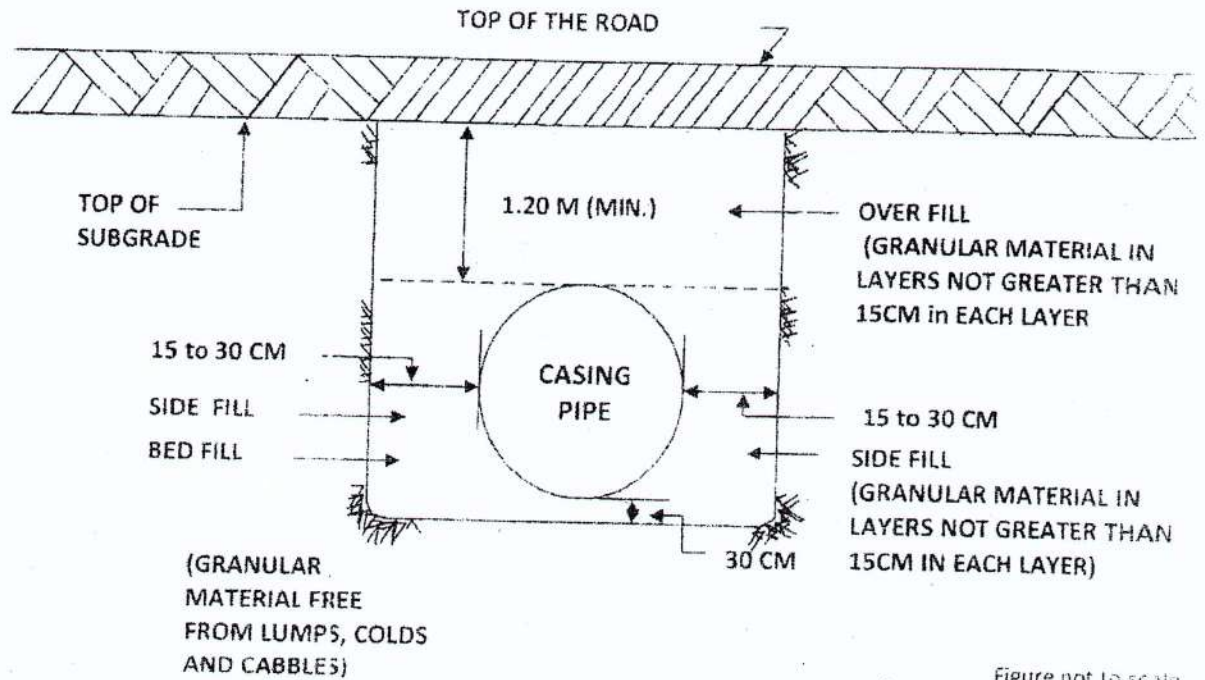 TOP OF THE ROAD
TOP OF
SUBGRADE
1.20 M (MIN.)
OVER FILL
(GRANULAR MATERIAL IN
LAYERS NOT GREATER THAN
15CM in EACH LAYER
15 to 30 CM
SIDE FILL
BED FILL
CASING
PIPE
15 to 30 CM
SIDE FILL
(GRANULAR MATERIAL IN
LAYERS NOT GREATER THAN
15CM IN EACH LAYER)
30 CM
(GRANULAR
MATERIAL FREE
FROM LUMPS, COLDS
AND CABBLES)
Figure not to scale